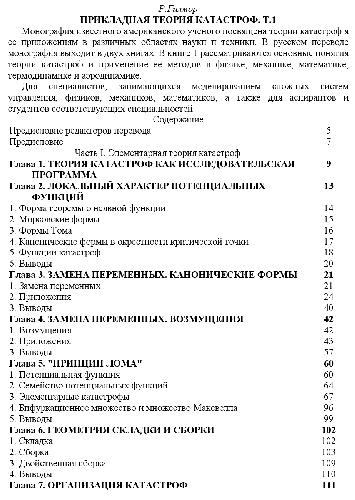 Р.Гилмор
ПРИКЛАДНАЯ ТЕОРИЯ КАТАСТРОФ. Т.1
Монография известного американского ученого посвящена теории катастроф и
ее приложениям в различных областях науки и техники. В русском переводе
монография выходит в двух книгах. В книге 1 рассматриваются основные понятия
теории катастроф и применение ее методов в физике, механике, математике,
термодинамике и аэродинамике.
Для специалистов, занимающихся моделированием сложных систем
управления, физиков, механиков, математиков, а также для аспирантов и
студентов соответствующих специальностей.
Содержание
Предисловие редакторов перевода 5
Предисловие 7
Часть I. Элементарная теория катастроф
Глава 1. ТЕОРИЯ КАТАСТРОФ КАК ИССЛЕДОВАТЕЛЬСКАЯ 9
ПРОГРАММА
Глава 2. ЛОКАЛЬНЫЙ ХАРАКТЕР ПОТЕНЦИАЛЬНЫХ 13
ФУНКЦИЙ
1. Форма теоремы о неявной функции 14
2. Морсовские формы 15
3. Формы Тома 16
4. Канонические формы в окрестности критической точки 17
5. Функции катастроф 18
6. Выводы 20
Глава 3. ЗАМЕНА ПЕРЕМЕННЫХ. КАНОНИЧЕСКИЕ ФОРМЫ 21
1. Замена переменных 21
2. Приложения 24
3. Выводы 40
Глава 4. ЗАМЕНА ПЕРЕМЕННЫХ. ВОЗМУЩЕНИЯ 42
1. Возмущения 42
2. Приложения 43
3. Выводы 57
Глава 5. "ПРИНЦИП ЛОМА" 60
1. Потенциальная функция 60
2. Семейство потенциальных функций 64
3. Элементарные катастрофы 67
4. Бифуркационное множество и множество Максвелла 96
5. Выводы 99
Глава 6. ГЕОМЕТРИЯ СКЛАДКИ И СБОРКИ 102
1. Складка 102
2. Сборка 103
3. Двойственная сборка 109
4. Выводы 110
Глава 7. ОРГАНИЗАЦИЯ КАТАСТРОФ 111